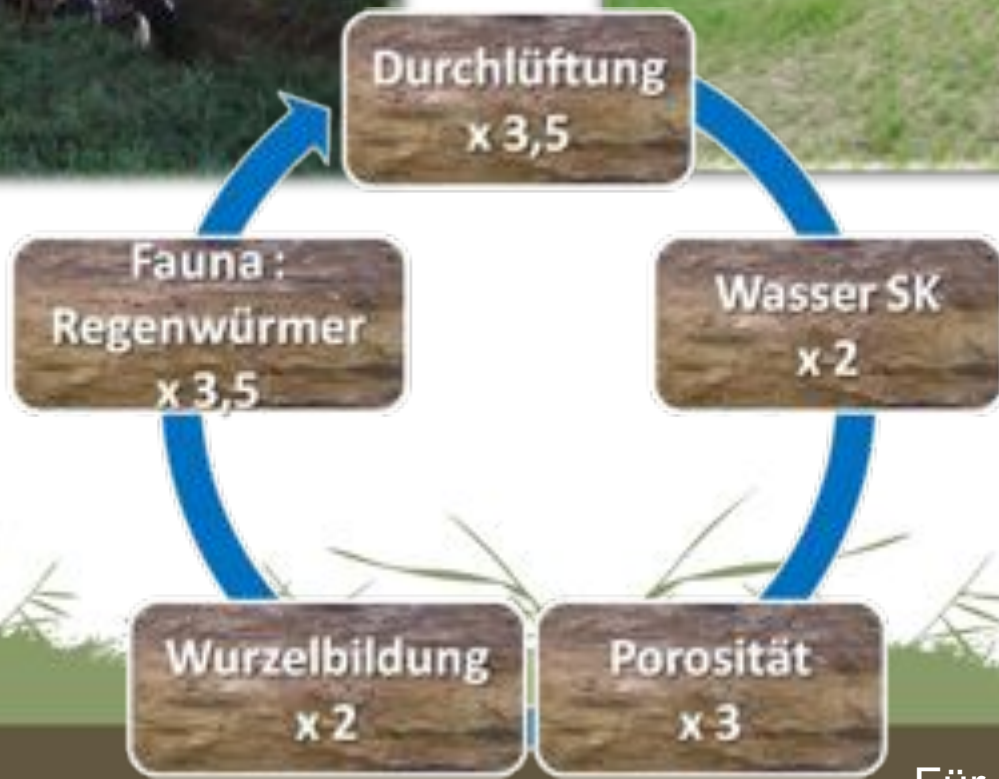 Durchlüftung
x 3,5
Wasser SK
x 2
Porosität
x 3
Wurzelbildung
x 2
Fauna :
Regenwürmer
x 3,5